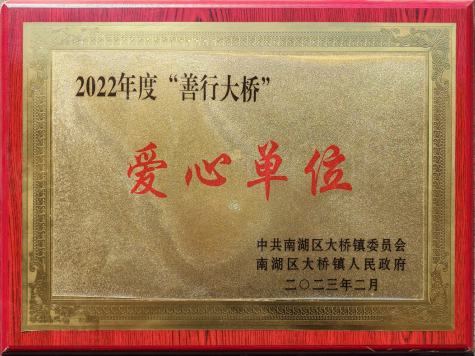 2022年度“善行大桥”
爱心单位
中共南湖区大桥镇委员会
南湖区大桥镇人民政府
二〇二三年二月